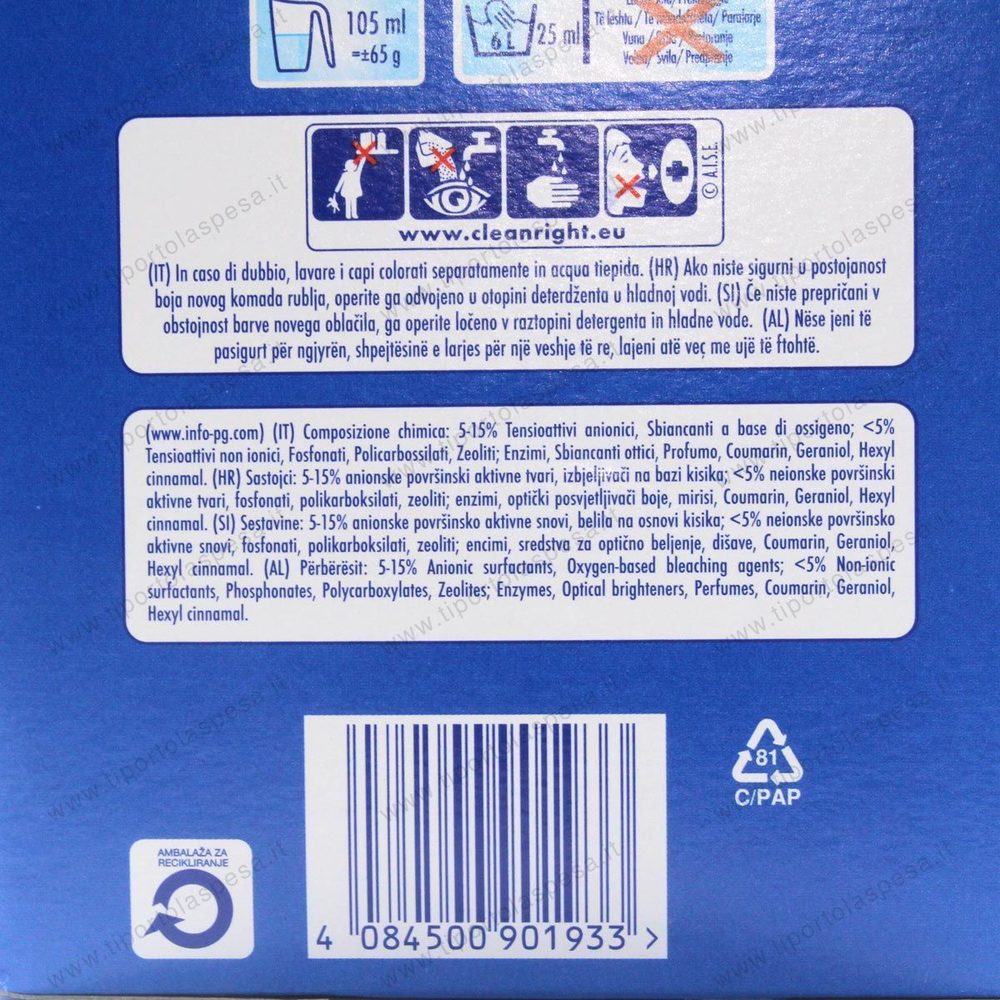 105 ml
=±65 g
6 L
25 ml
Vuna /
www.cleanright.eu
© A.I.S.E.
(IT) In caso di dubbio, lavare i capi colorati separatamente in acqua tiepida. (HR) Ako niste sigurni u postojanost
boja novog komada rublja, operite ga odvojeno u otopini deterdženta u hladnoj vodi. (SI) Če niste prepričani v
obstojnost barve novega oblačila, ga operite ločeno v raztopini detergenta in hladne vode. (AL) Nëse jeni të
pasigurt për ngjyrën, shpejtësinë e larjes për një veshje të re, lajeni atë veç me ujë të ftohtë.
(www.info-pg.com) (IT) Composizione chimica: 5-15% Tensioattivi anionici, Sbiancanti a base di ossigeno; <5%
Tensioattivi non ionici, Fosfonati, Policarbossilati, Zeoliti; Enzimi, Sbiancanti ottici, Profumo, Coumarin, Geraniol, Hexyl
cinnamal. (HR) Sastojci: 5-15% anionske površinski aktivne tvari, izbjeljivači na bazi kisika; <5% neionske površinski
aktivne tvari, fosfonati, polikarboksilati, zeoliti; enzimi, optički posvjetljivači boje, mirisi, Coumarin, Geraniol, Hexyl
cinnamal. (SI) Sestavine: 5-15% anionske površinsko aktivne snovi, belila na osnovi kisika; <5% neionske površinsko
aktivne snovi, fosfonati, polikarboksilati, zeoliti; encimi, sredstva za optično beljenje, dišave, Coumarin, Geraniol,
Hexyl cinnamal. (AL) Përbërësit: 5-15% Anionic surfactants, Oxygen-based bleaching agents; <5% Non-ionic
surfactants, Phosphonates, Polycarboxylates, Zeolites; Enzymes, Optical brighteners, Perfumes, Coumarin, Geraniol,
Hexyl cinnamal.
81
C/PAP
AMBALAŽA ZA
RECIKLIRANJE
4 084500 901933 >
www.tiportolaspesa.it